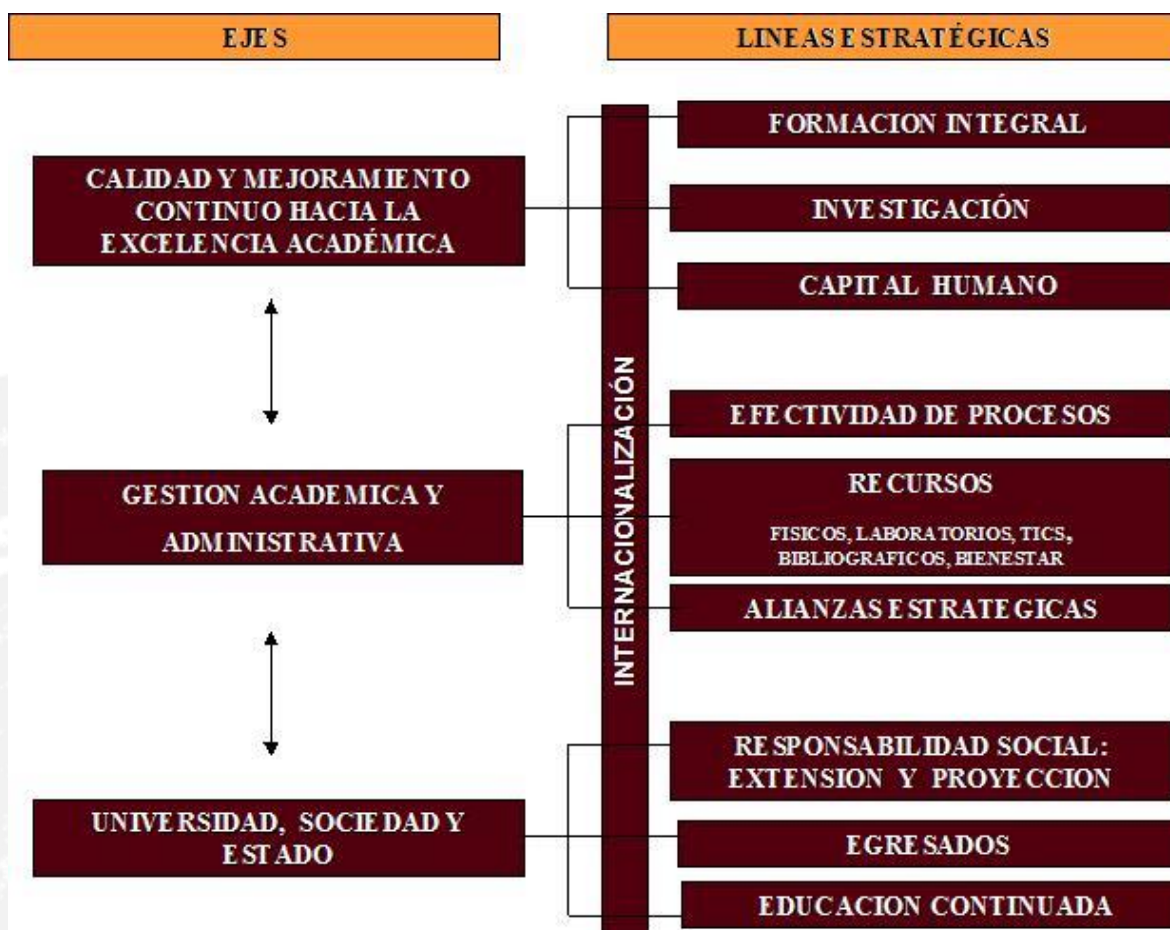 EJES
LINEAS ESTRATÉGICAS
CALIDAD Y MEJORAMIENTO
CONTINUO HACIA LA
EXCELENCIA ACADÉMICA
FORMACION INTEGRAL
INVESTIGACIÓN
CAPITAL HUMANO
INTERNACIONALIZACIÓN
GESTION ACADEMICA Y
ADMINISTRATIVA
EFECTIVIDAD DE PROCESOS
RECURSOS
FISICOS, LABORATORIOS, TICS,
BIBLIOGRAFICOS, BIENESTAR
ALIANZAS ESTRATEGICAS
UNIVERSIDAD, SOCIEDAD Y
ESTADO
RESPONSABILIDAD SOCIAL:
EXTENSION Y PROYECCION
EGRESADOS
EDUCACION CONTINUADA